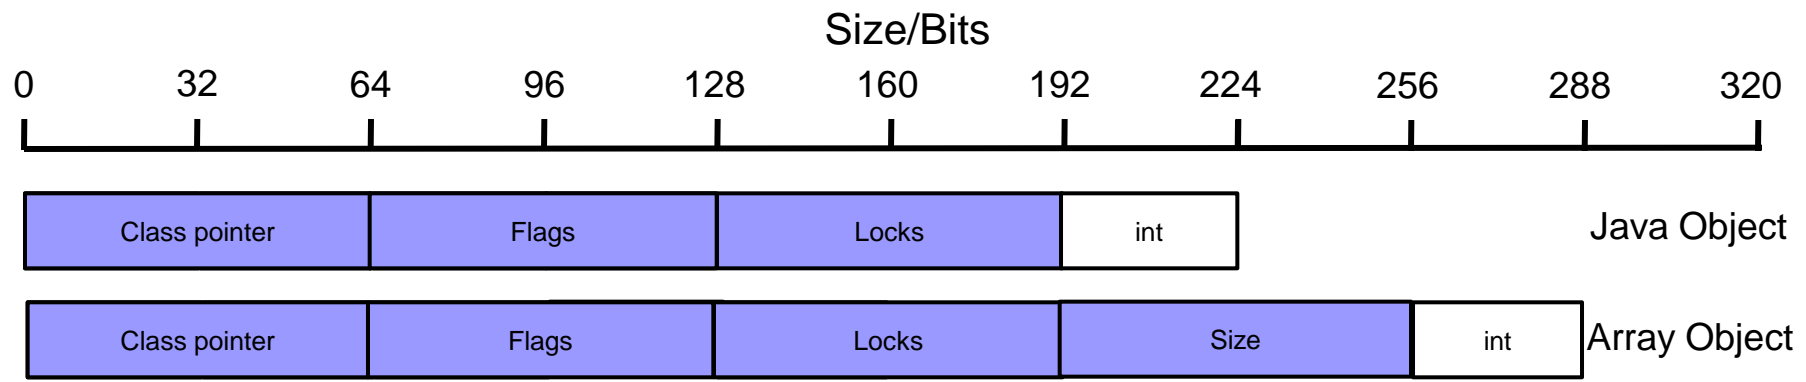 Size/Bits
0 32 64 96 128 160 192 224 256 288 320
Class pointer Flags Locks int Java Object
Class pointer Flags Locks Size int Array Object